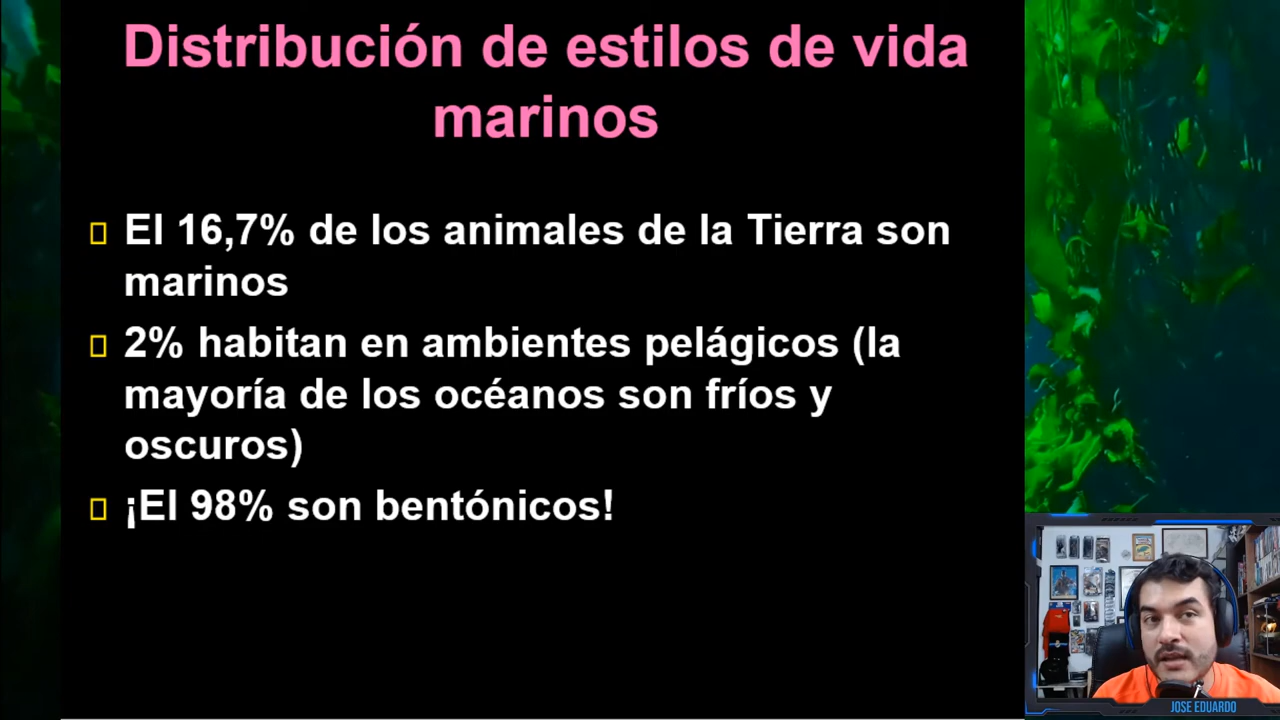 Distribución de estilos de vida
marinos
El 16,7% de los animales de la Tierra son
marinos
2% habitan en ambientes pelágicos (la
mayoría de los océanos son fríos y
oscuros)
¡El 98% son bentónicos!
JOSE EDUARDO